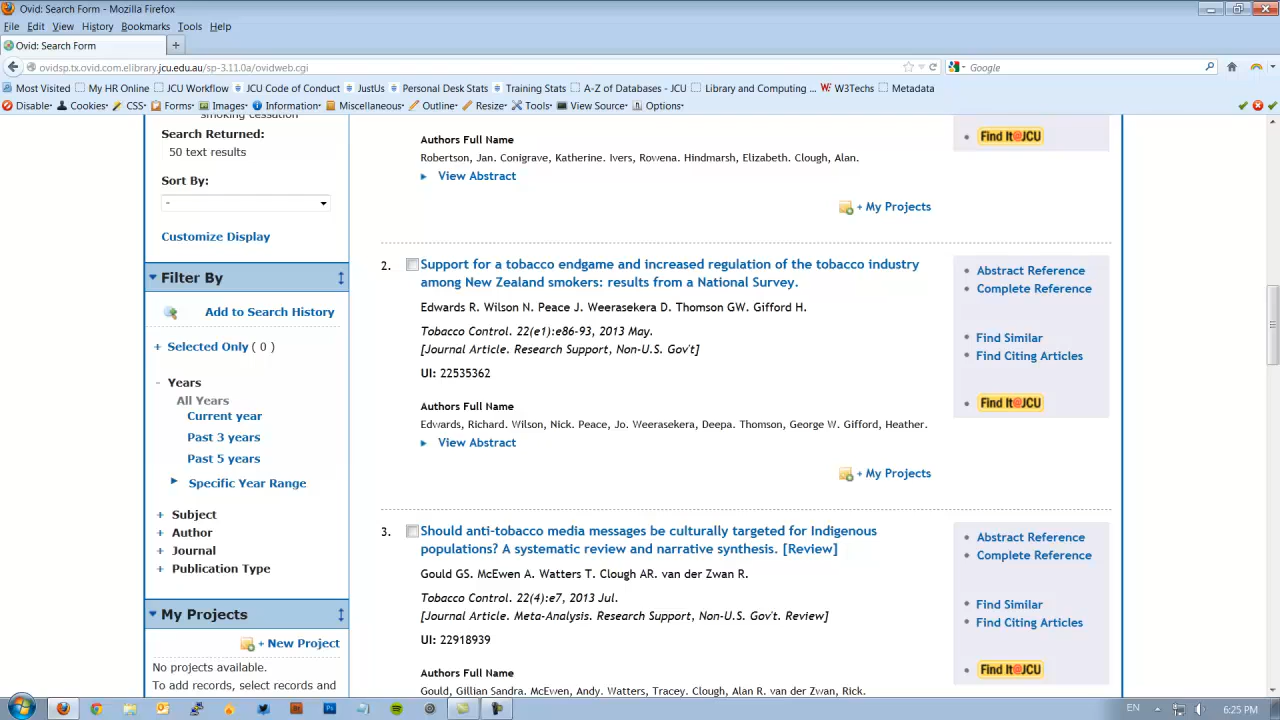 Ovid: Search Form - Mozilla Firefox
File Edit View History Bookmarks Tools Help
Ovid: Search Form +
ovidsp.tx.ovid.com.elibrary.jcu.edu.au/sp-3.11.0a/ovidweb.cgi Google
Most Visited My HR Online JCU Workflow JCU Code of Conduct JustUs Personal Desk Stats Training Stats A-Z of Databases - JCU Library and Computing ... W3Techs Metadata
Disable Cookies CSS Forms Images Information Miscellaneous Outline Resize Tools View Source Options
smoking cessation
Search Returned:
50 text results
Sort By:
-
Customize Display
Filter By
Add to Search History
+ Selected Only ( 0 )
- Years
All Years
Current year
Past 3 years
Past 5 years
Specific Year Range
+ Subject
+ Author
+ Journal
+ Publication Type
My Projects
+ New Project
No projects available.
To add records, select records and
Authors Full Name
Robertson, Jan. Conigrave, Katherine. Ivers, Rowena. Hindmarsh, Elizabeth. Clough, Alan.
View Abstract
+ My Projects
Find It@JCU
2. Support for a tobacco endgame and increased regulation of the tobacco industry
among New Zealand smokers: results from a National Survey.
Edwards R. Wilson N. Peace J. Weerasekera D. Thomson GW. Gifford H.
Tobacco Control. 22(e1):e86-93, 2013 May.
[Journal Article. Research Support, Non-U.S. Gov't]
UI: 22535362
Authors Full Name
Edwards, Richard. Wilson, Nick. Peace, Jo. Weerasekera, Deepa. Thomson, George W. Gifford, Heather.
View Abstract
+ My Projects
Abstract Reference
Complete Reference
Find Similar
Find Citing Articles
Find It@JCU
3. Should anti-tobacco media messages be culturally targeted for Indigenous
populations? A systematic review and narrative synthesis. [Review]
Gould GS. McEwen A. Watters T. Clough AR. van der Zwan R.
Tobacco Control. 22(4):e7, 2013 Jul.
[Journal Article. Meta-Analysis. Research Support, Non-U.S. Gov't. Review]
UI: 22918939
Authors Full Name
Gould, Gillian Sandra. McEwen, Andy. Watters, Tracey. Clough, Alan R. van der Zwan, Rick.
Abstract Reference
Complete Reference
Find Similar
Find Citing Articles
Find It@JCU
EN 6:25 PM